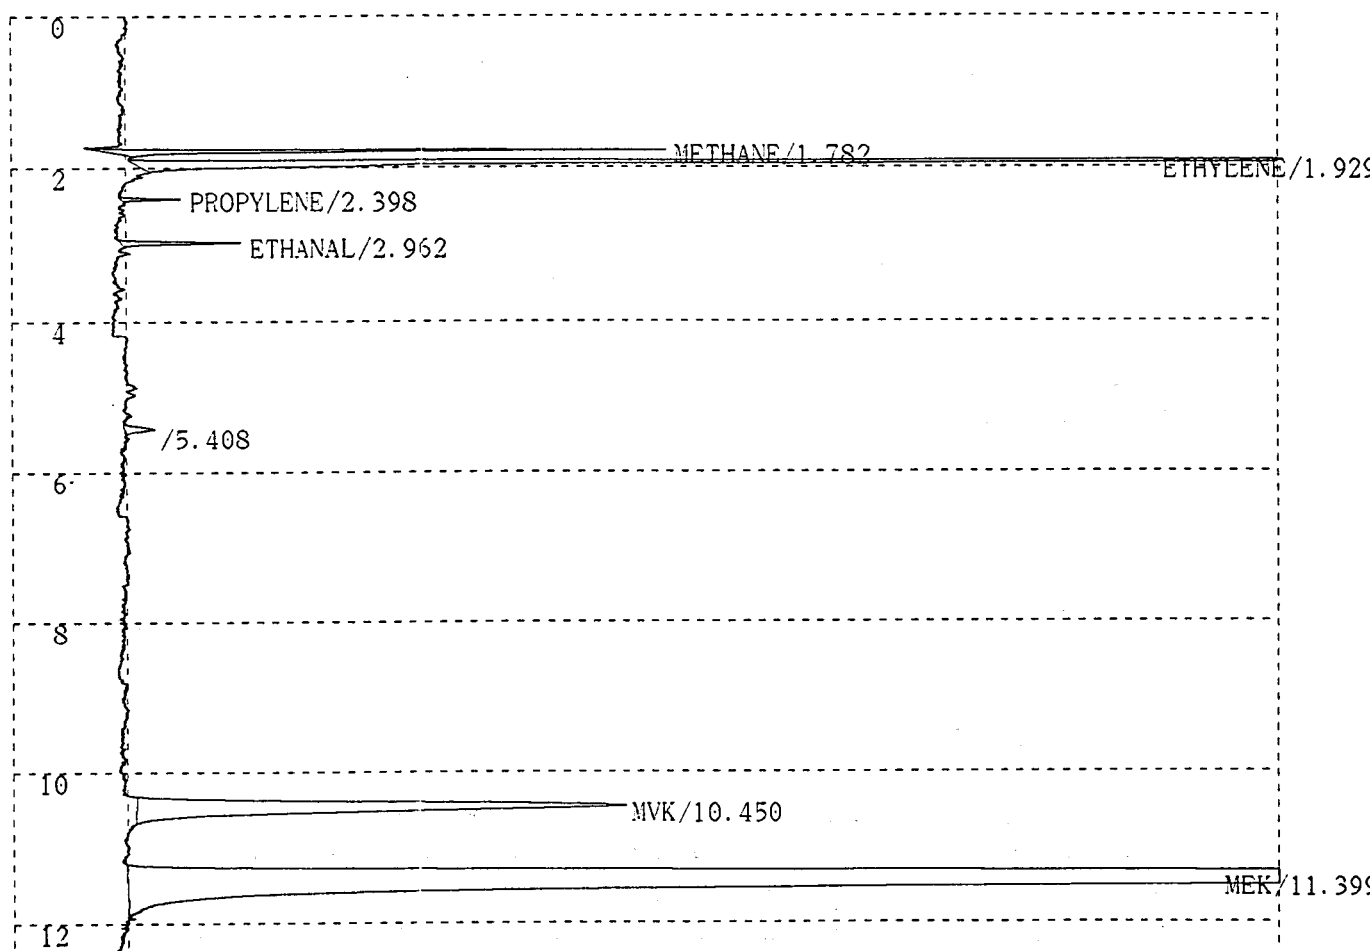 0
METHANE/1.782
ETHYLENE/1.929
2
PROPYLENE/2.398
ETHANAL/2.962
4
/5.408
6
8
10
MVK/10.450
MEK/11.399
12